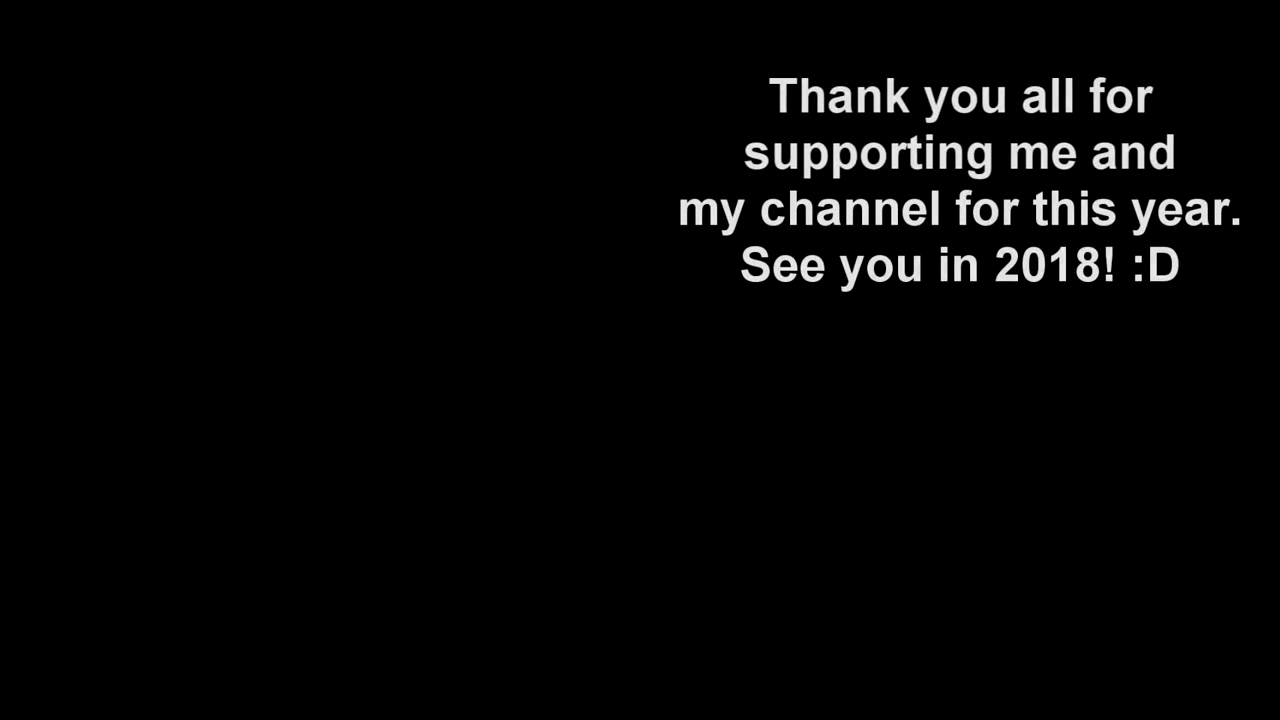 Thank you all for
supporting me and
my channel for this year.
See you in 2018! :D